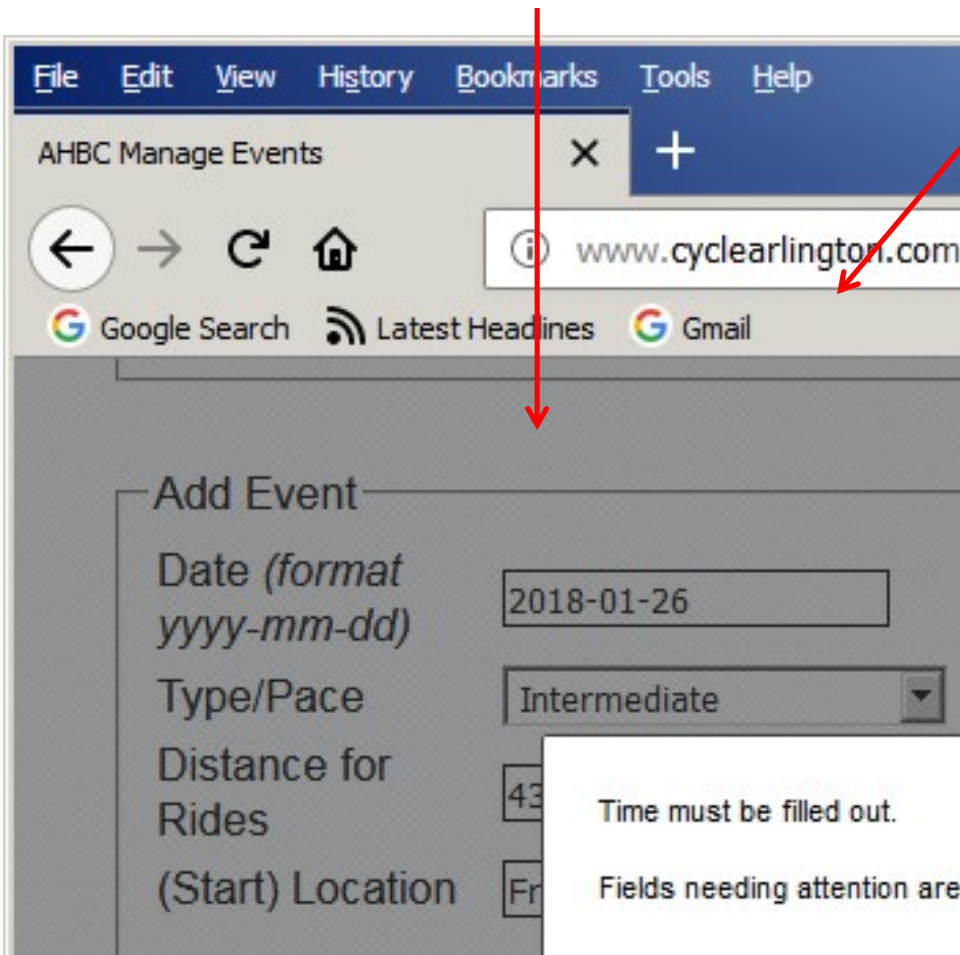 File Edit View History Bookmarks Tools Help
AHBC Manage Events
www.cyclearlington.com
Google Search Latest Headlines Gmail
Add Event
Date (format
yyyy-mm-dd)
2018-01-26
Type/Pace Intermediate
Distance for
Rides
43
(Start) Location Fr
Time must be filled out.
Fields needing attention are